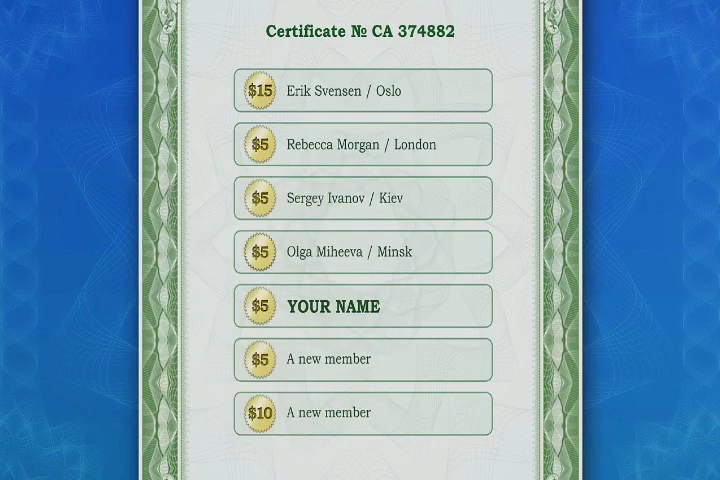 Certificate № CA 374882
$15 Erik Svensen / Oslo
$5 Rebecca Morgan / London
$5 Sergey Ivanov / Kiev
$5 Olga Miheeva / Minsk
$5 YOUR NAME
$5 A new member
$10 A new member